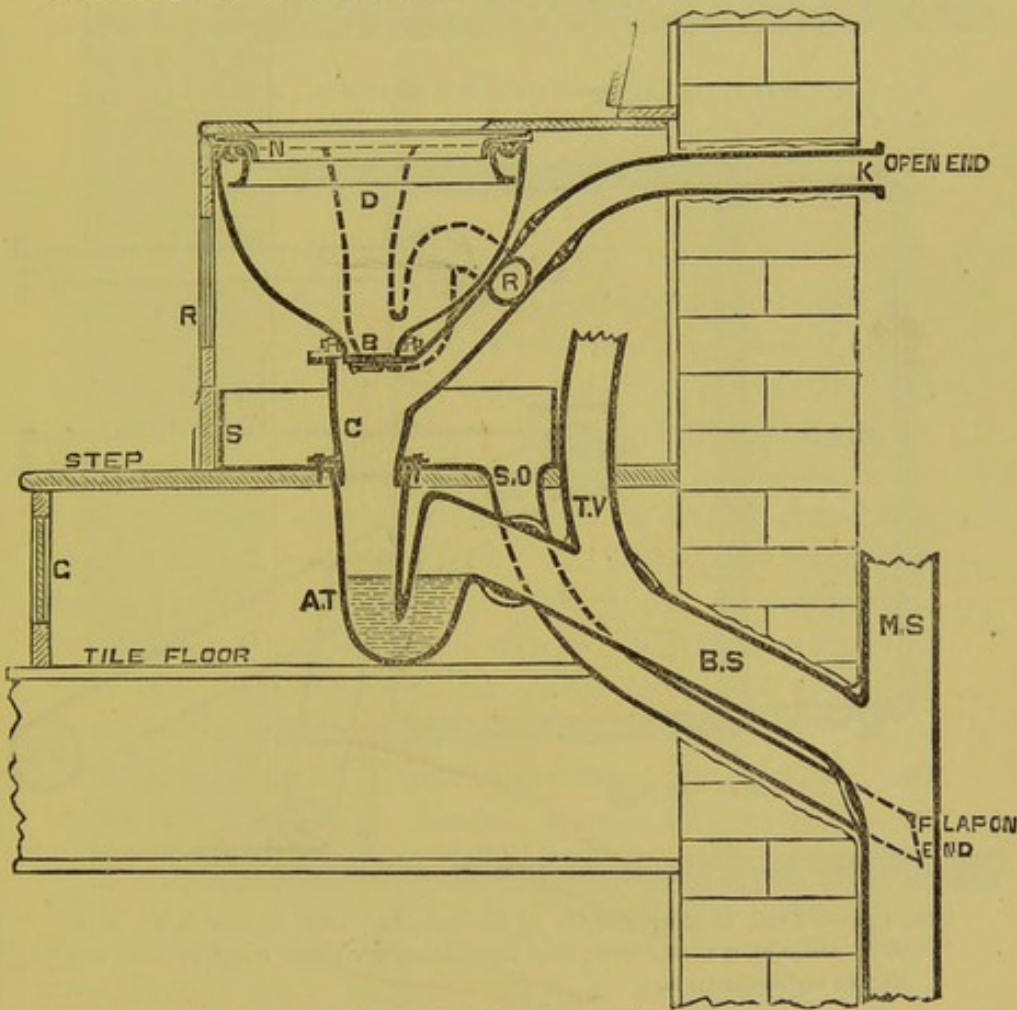 N
K OPEN END
D
R
R
B
C
S
STEP
S.O
T.V
G
A.T
M.S
TILE FLOOR
B.S
FLAP ON
END